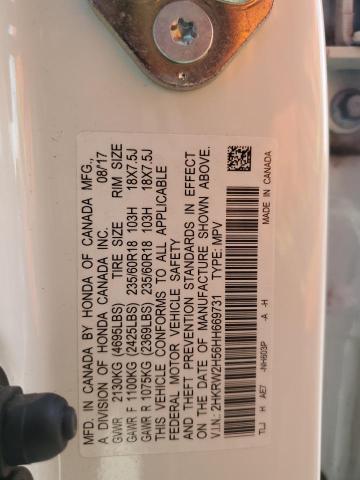 MFD. IN CANADA BY HONDA OF CANADA MFG.,
A DIVISION OF HONDA CANADA INC. 08/17
GVWR 2130KG (4695LBS) TIRE SIZE RIM SIZE
GAWR F 1100KG (2425LBS) 235/60R18 103H 18X7.5J
GAWR R 1075KG (2369LBS) 235/60R18 103H 18X7.5J
THIS VEHICLE CONFORMS TO ALL APPLICABLE
FEDERAL MOTOR VEHICLE SAFETY
AND THEFT PREVENTION STANDARDS IN EFFECT
ON THE DATE OF MANUFACTURE SHOWN ABOVE.
V.I.N.: 2HKRW2H56HH669731 TYPE: MPV
TLJ H AE7 -NH603P -A -H
MADE IN CANADA